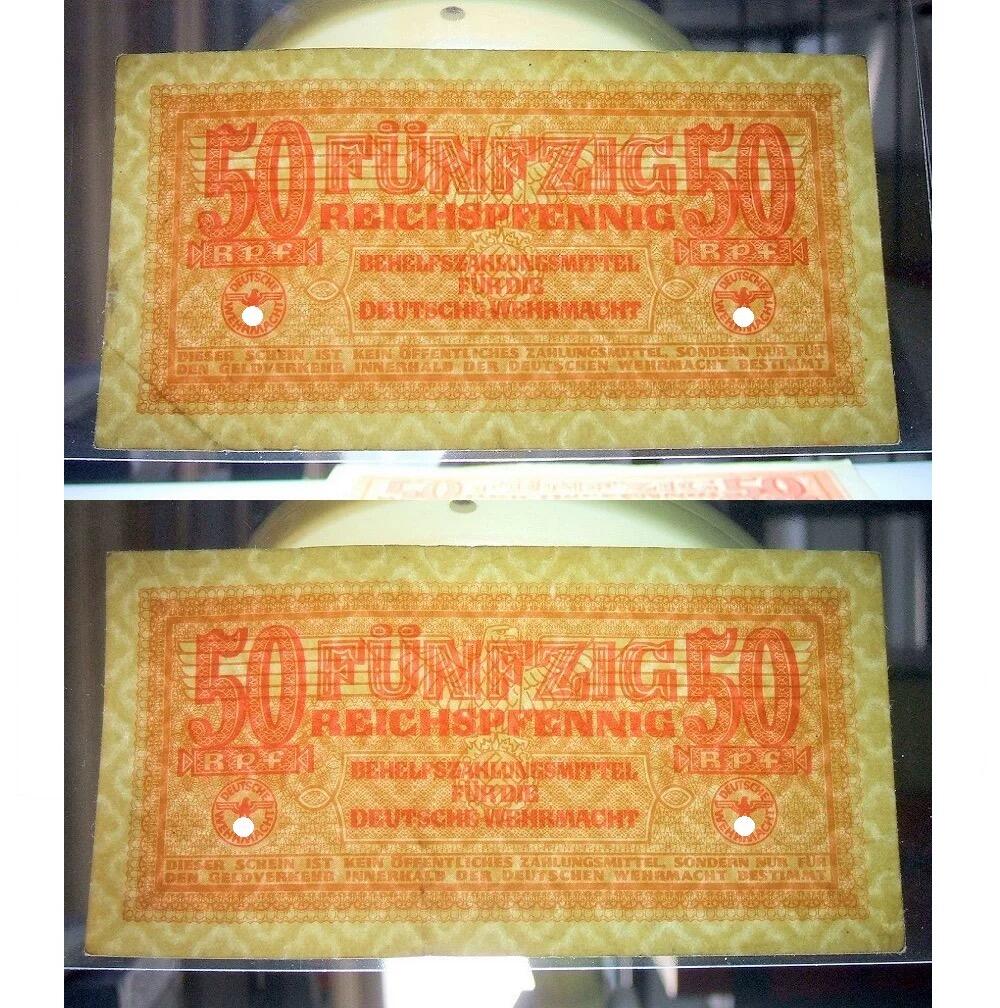 50 FÜNFZIG 50
REICHSPFENNIG
Rpf Rpf
BEHELFSZAHLUNGSMITTEL
FÜR DIE
DEUTSCHE WEHRMACHT
DEUTSCHE WEHRMACHT DEUTSCHE WEHRMACHT
DIESER SCHEIN IST KEIN ÖFFENTLICHES ZAHLUNGSMITTEL, SONDERN NUR FÜR
DEN GELDVERKEHR INNERHALB DER DEUTSCHEN WEHRMACHT BESTIMMT
50 50
50 FÜNFZIG 50
REICHSPFENNIG
Rpf Rpf
BEHELFSZAHLUNGSMITTEL
FÜR DIE
DEUTSCHE WEHRMACHT
DEUTSCHE WEHRMACHT DEUTSCHE WEHRMACHT
DIESER SCHEIN IST KEIN ÖFFENTLICHES ZAHLUNGSMITTEL, SONDERN NUR FÜR
DEN GELDVERKEHR INNERHALB DER DEUTSCHEN WEHRMACHT BESTIMMT